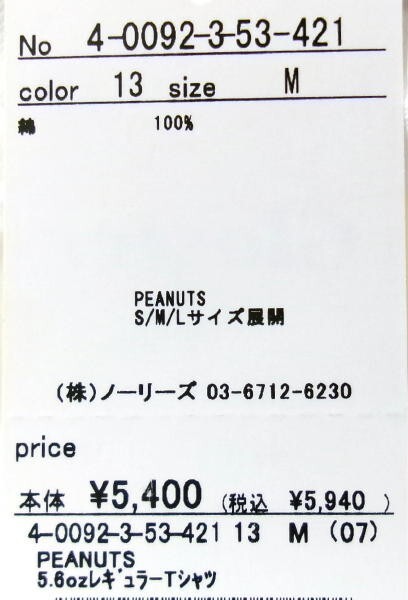 No 4-0092-3-53-421
color 13 size M
綿 100%
PEANUTS
S/M/Lサイズ展開
(株)ノーリーズ 03-6712-6230
price
本体 ¥5,400 (税込 ¥5,940 )
4-0092-3-53-421 13 M (07)
PEANUTS
5.6ozレギュラーTシャツ